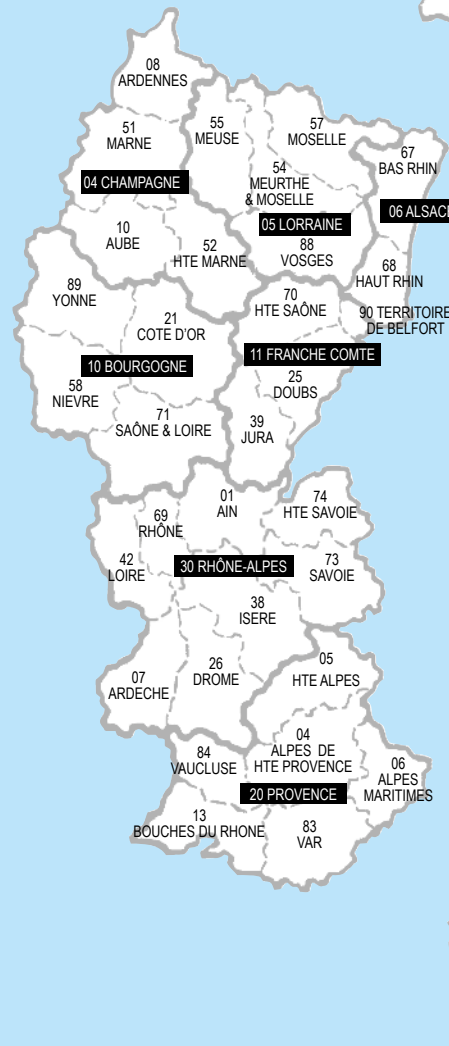 08
ARDENNES
55
MEUSE
57
MOSELLE
51
MARNE
67
BAS RHIN
54
MEURTHE
& MOSELLE
04 CHAMPAGNE
06 ALSACE
05 LORRAINE
10
AUBE
52
HTE MARNE
88
VOSGES
68
HAUT RHIN
89
YONNE
70
HTE SAÔNE
90 TERRITOIRE
DE BELFORT
21
COTE D'OR
11 FRANCHE COMTE
10 BOURGOGNE
25
DOUBS
58
NIEVRE
71
SAÔNE & LOIRE
39
JURA
01
AIN
74
HTE SAVOIE
69
RHÔNE
42
LOIRE
73
SAVOIE
30 RHÔNE-ALPES
38
ISERE
05
HTE ALPES
26
DROME
07
ARDECHE
04
ALPES DE
HTE PROVENCE
84
VAUCLUSE
06
ALPES
MARITIMES
20 PROVENCE
13
BOUCHES DU RHONE
83
VAR